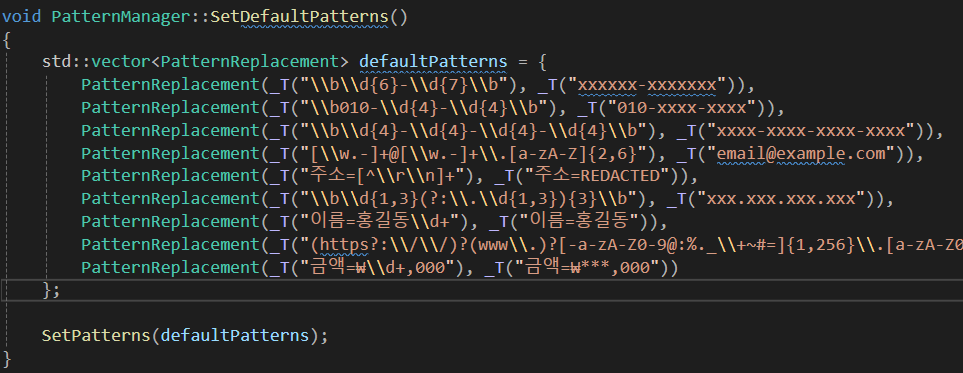 void PatternManager::SetDefaultPatterns()
{
    std::vector<PatternReplacement> defaultPatterns = {
        PatternReplacement(_T("\\b\\d{6}-\\d{7}\\b"), _T("xxxxxx-xxxxxxx")),
        PatternReplacement(_T("\\b010-\\d{4}-\\d{4}\\b"), _T("010-xxxx-xxxx")),
        PatternReplacement(_T("\\b\\d{4}-\\d{4}-\\d{4}-\\d{4}\\b"), _T("xxxx-xxxx-xxxx-xxxx")),
        PatternReplacement(_T("[\\w.-]+@[\\w.-]+\\.[a-zA-Z]{2,6}"), _T("email@example.com")),
        PatternReplacement(_T("주소=[^\\r\\n]+"), _T("주소=REDACTED")),
        PatternReplacement(_T("\\b\\d{1,3}(?:\\.\\d{1,3}){3}\\b"), _T("xxx.xxx.xxx.xxx")),
        PatternReplacement(_T("이름=홍길동\\d+"), _T("이름=홍길동")),
        PatternReplacement(_T("(https?:\\/\\/)?(www\\.)?[-a-zA-Z0-9@:%._\\+~#=]{1,256}\\.[a-zA-Z0
        PatternReplacement(_T("금액=₩\\d+,000"), _T("금액=₩***,000"))
    };
    SetPatterns(defaultPatterns);
}